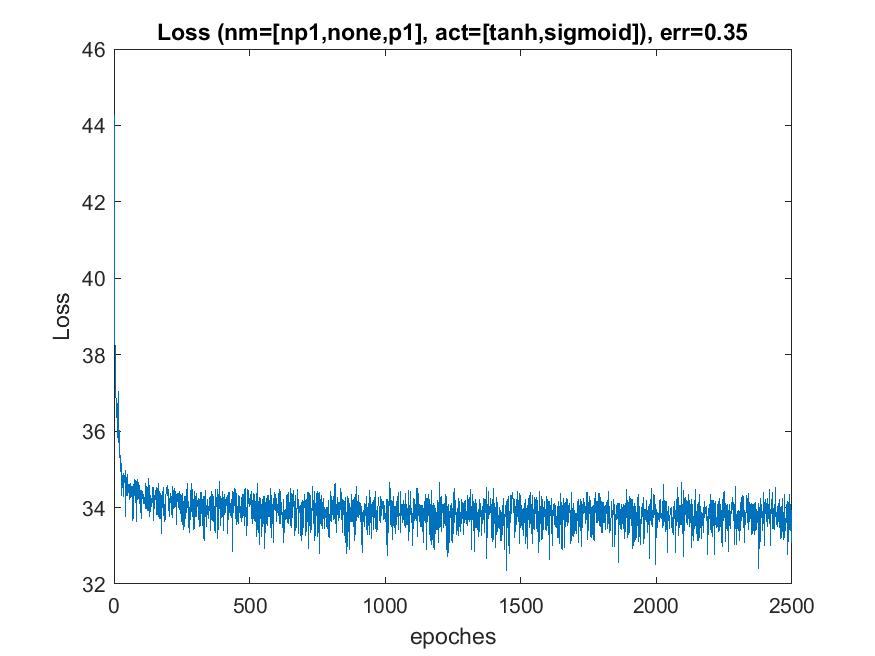 Loss (nm=[np1,none,p1], act=[tanh,sigmoid]), err=0.35
46
44
42
40
38
36
34
32
Loss
0 500 1000 1500 2000 2500
epoches